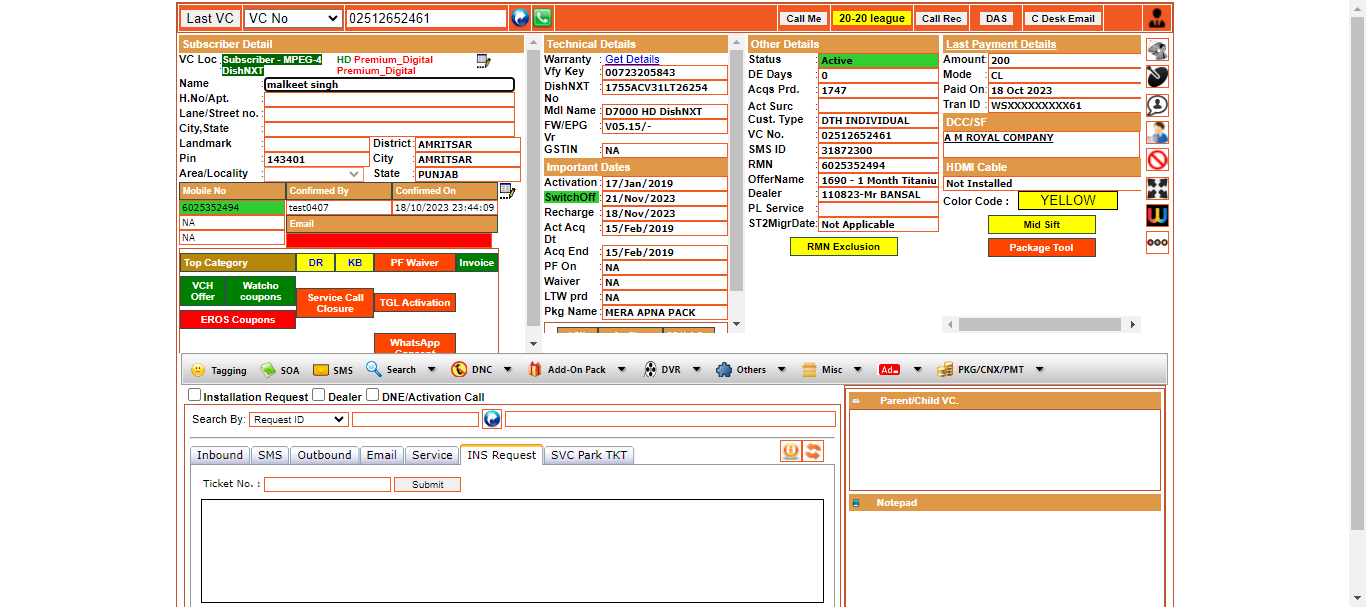 Last VC VC No 02512652461 Call Me 20-20 league Call Rec DAS C Desk Email
Subscriber Detail
VC Loc : Subscriber - MPEG-4 DishNXT HD Premium_Digital Premium_Digital
Name : malkeet singh
H.No/Apt. :
Lane/Street no. :
City,State :
Landmark : District : AMRITSAR
Pin : 143401 City : AMRITSAR
Area/Locality : State : PUNJAB
Mobile No Confirmed By Confirmed On
6025352494 test0407 18/10/2023 23:44:09
NA Email
NA
Top Category DR KB PF Waiver Invoice
VCH Offer Watcho coupons Service Call Closure TGL Activation
EROS Coupons
WhatsApp
Technical Details
Warranty : Get Details
Vfy Key : 00723205843
DishNXT No : 1755ACV31LT26254
Mdl Name : D7000 HD DishNXT
FW/EPG Vr : V05.15/-
GSTIN : NA
Important Dates
Activation : 17/Jan/2019
SwitchOff : 21/Nov/2023
Recharge : 18/Nov/2023
Act Acq Dt : 15/Feb/2019
Acq End : 15/Feb/2019
PF On : NA
Waiver : NA
LTW prd : NA
Pkg Name : MERA APNA PACK
Other Details
Status : Active
DE Days : 0
Acqs Prd. : 1747
Act Surc :
Cust. Type : DTH INDIVIDUAL
VC No. : 02512652461
SMS ID : 31872300
RMN : 6025352494
OfferName : 1690 - 1 Month Titaniu
Dealer : 110823-Mr BANSAL
PL Service :
ST2MigrDate: Not Applicable
RMN Exclusion
Last Payment Details
Amount: 200
Mode : CL
Paid On: 18 Oct 2023
Tran ID : WSXXXXXXXX61
DCC/SF
A M ROYAL COMPANY
HDMI Cable
Not Installed
Color Code : YELLOW
Mid Sift
Package Tool
Tagging SOA SMS Search DNC Add-On Pack DVR Others Misc Ad PKG/CNX/PMT
Installation Request Dealer DNE/Activation Call
Search By: Request ID
Inbound SMS Outbound Email Service INS Request SVC Park TKT
Ticket No. : Submit
Parent/Child VC.
Notepad